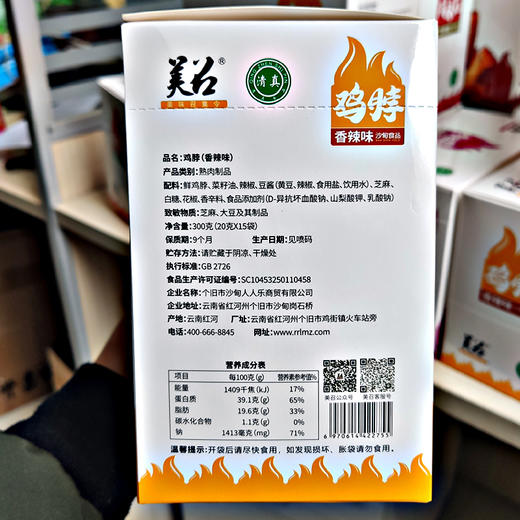 美召®
美味召集令
清真
鸡脖
香辣味 沙甸食品
品名:鸡脖(香辣味)
产品类别:熟肉制品
配料:鲜鸡脖、菜籽油、辣椒、豆酱(黄豆、辣椒、食用盐、饮用水)、芝麻、
白糖、花椒、香辛料、食品添加剂(D-异抗坏血酸钠、山梨酸钾、乳酸钠)
致敏物质:芝麻、大豆及其制品
净含量:300克(20克X15袋)
保质期:9个月 生产日期:见喷码
贮存方法:请贮藏于阴凉、干燥处
执行标准:GB 2726
食品生产许可证编号:SC10453250110458
企业名称:个旧市沙甸人人乐商贸有限公司
企业地址:云南省红河州个旧市沙甸岗石桥
产地:云南红河 厂址:云南省红河州个旧市鸡街镇火车站旁
电话:400-666-8845 网址:www.rrlmz.com
营养成分表
项目 每100克(g) 营养素参考值%
能量 1409千焦(kJ) 17%
蛋白质 39.1克(g) 65%
脂肪 19.6克(g) 33%
碳水化合物 1.1克(g) 0%
钠 1413毫克(mg) 71%
美召公众号 美召客服号
6970614422755
温馨提示:开袋后请尽快食用,如发现损坏、胀袋请勿食用。